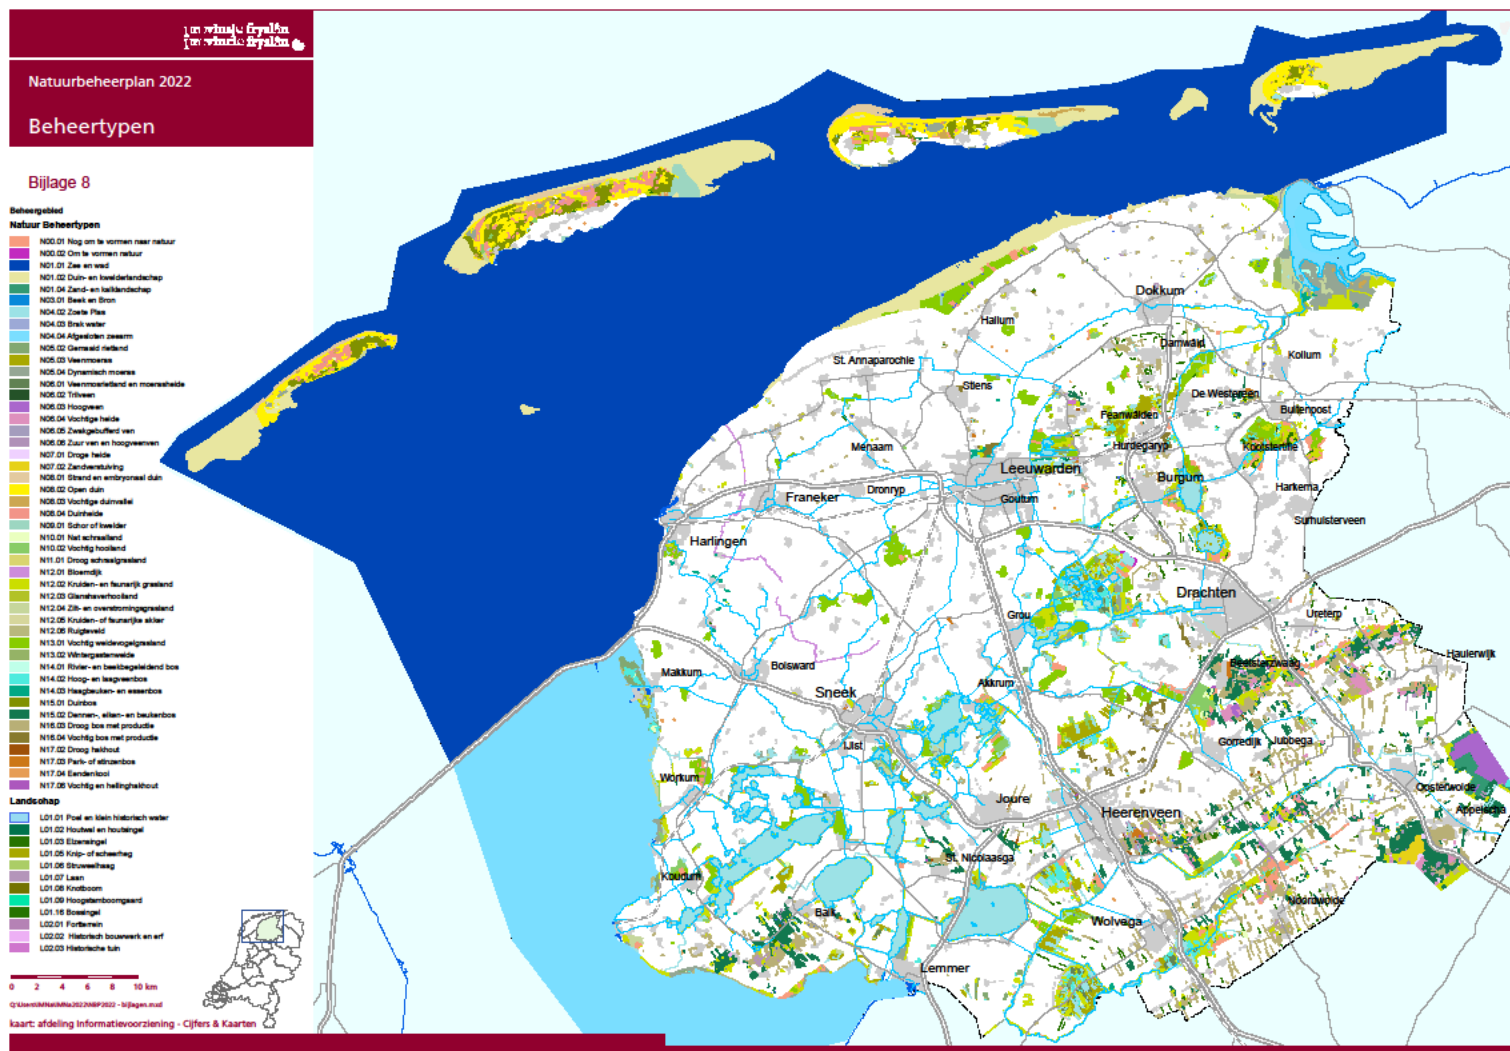 provinsje fryslân
provincie fryslân
Natuurbeheerplan 2022
Beheertypen
Bijlage 8
Beheergebied
Natuur Beheertypen
N00.01 Nog om te vormen naar natuur
N00.02 Om te vormen natuur
N01.01 Zee en wad
N01.02 Duin- en kwelderlandschap
N01.04 Zand- en kalklandschap
N03.01 Beek en Bron
N04.02 Zoete Plas
N04.03 Brak water
N04.04 Afgesloten zeearm
N05.02 Gemaaid rietland
N05.03 Veenmoeras
N05.04 Dynamisch moeras
N06.01 Veenmosrietland en moerasheide
N06.02 Trilveen
N06.03 Hoogveen
N06.04 Vochtige heide
N06.05 Zwakgebufferd ven
N06.06 Zuur ven en hoogveenven
N07.01 Droge heide
N07.02 Zandverstuiving
N08.01 Strand en embryonaal duin
N08.02 Open duin
N08.03 Vochtige duinvallei
N08.04 Duinheide
N09.01 Schor of kwelder
N10.01 Nat schraalland
N10.02 Vochtig hooiland
N11.01 Droog schraalgrasland
N12.01 Bloemdijk
N12.02 Kruiden- en faunarijk grasland
N12.03 Glanshaverhooiland
N12.04 Zilt- en overstromingsgrasland
N12.05 Kruiden- of faunarijke akker
N12.06 Ruigteveld
N13.01 Vochtig weidevogelgrasland
N13.02 Wintergastenweide
N14.01 Rivier- en beekbegeleidend bos
N14.02 Hoog- en laagveenbos
N14.03 Haagbeuken- en essenbos
N15.01 Duinbos
N15.02 Dennen-, eiken- en beukenbos
N16.03 Droog bos met productie
N16.04 Vochtig bos met productie
N17.02 Droog hakhout
N17.03 Park- of stinzenbos
N17.04 Eendenkooi
N17.06 Vochtig en hellinghakhout
Landschap
L01.01 Poel en klein historisch water
L01.02 Houtwal en houtsingel
L01.03 Elzensingel
L01.05 Knip- of scheerheg
L01.06 Struweelhaag
L01.07 Laan
L01.08 Knotboom
L01.09 Hoogstamboomgaard
L01.16 Bossingel
L02.01 Fortterrein
L02.02 Historisch bouwwerk en erf
L02.03 Historische tuin
0 2 4 6 8 10 km
kaart: afdeling Informatievoorziening - Cijfers & Kaarten
Dokkum
Hallum
Damwâld
Kollum
St. Annaparochie
Stiens
De Westereen
Buitenpost
Feanwâlden
Menaam
Hurdegaryp
Kootstertille
Leeuwarden
Burgum
Harkema
Dronryp
Franeker
Goutum
Surhuisterveen
Harlingen
Drachten
Grou
Ureterp
Haulerwijk
Beetsterzwaag
Bolsward
Makkum
Akkrum
Sneek
Gorredijk
Jubbega
IJlst
Workum
Oosterwolde
Joure
Appelscha
Heerenveen
St. Nicolaasga
Koudum
Noordwolde
Balk
Wolvega
Lemmer